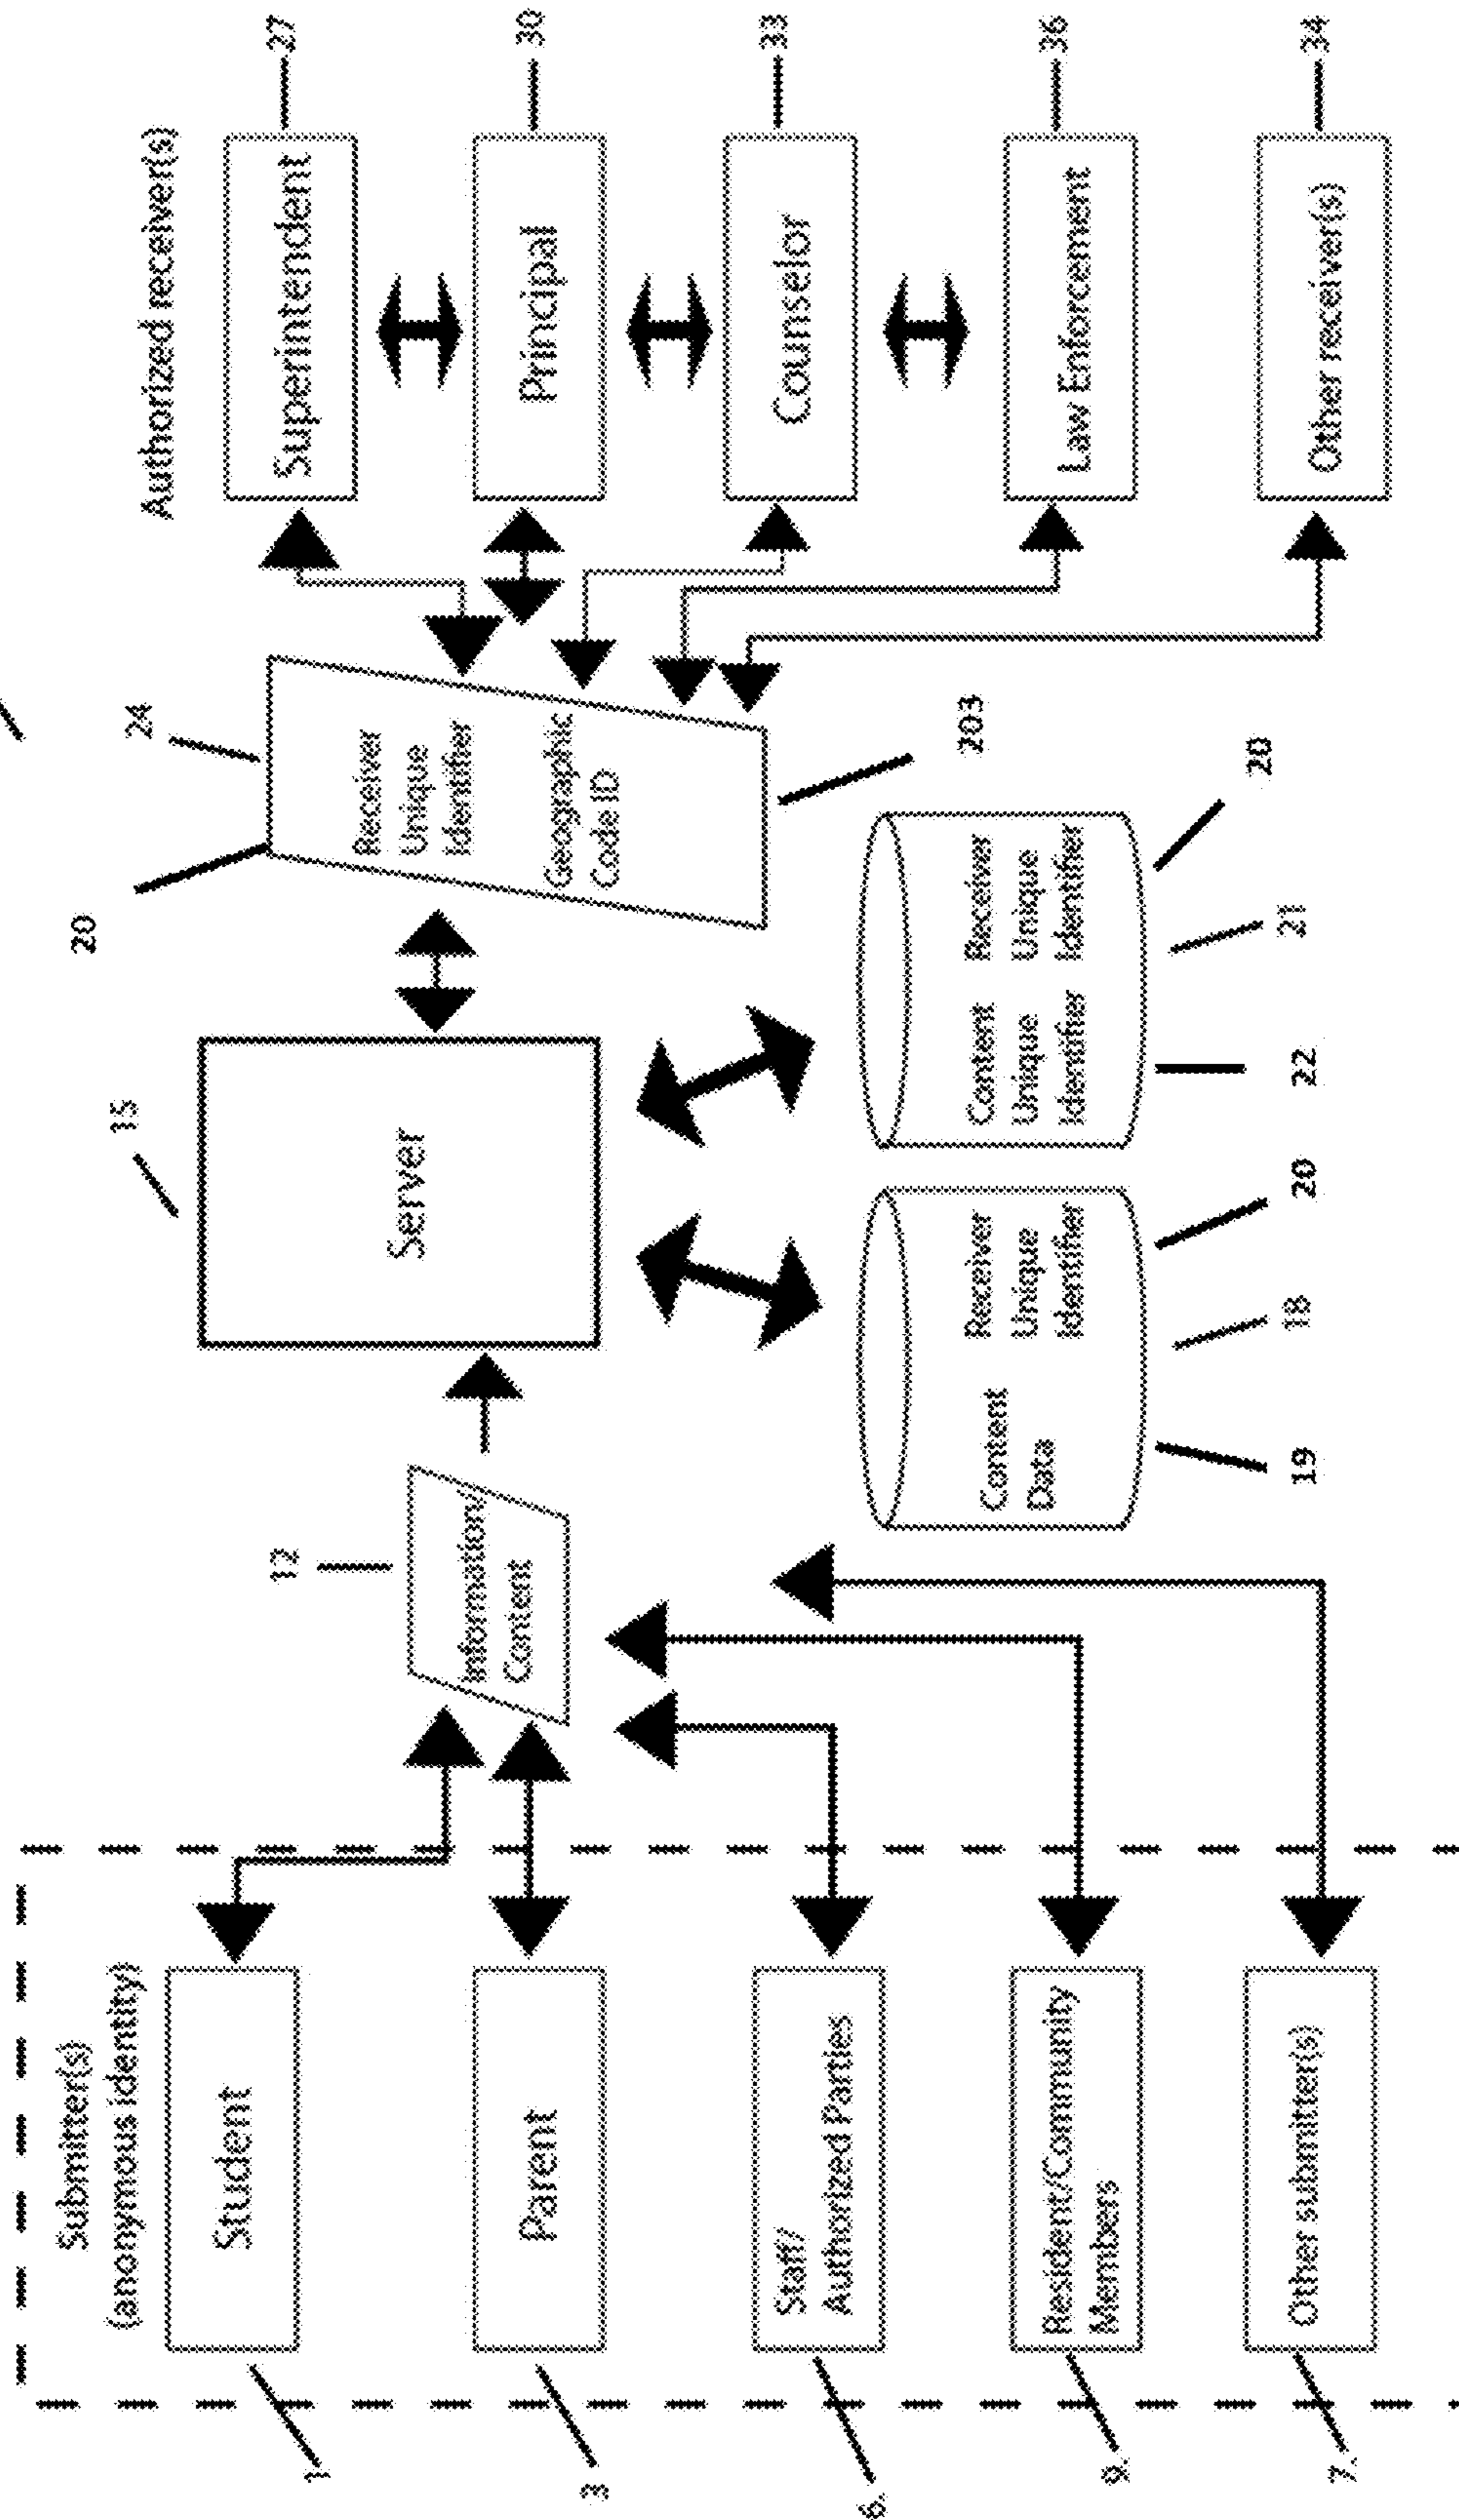 Submitter(s)
(anonymous identity)
Student
Parent
Staff/
Authorized Parties
Resident/Community
Members
Other submitter(s)
1
3
6.
9.
7.
12
Information/
Content
15
Server
Content
Data
Receiver
Unique
Identifier
19
18
20
Content
Unique
Identifier
Receiver
Unique
Identifier
22
21
20
20
24
Receiver
Unique
Identifier
Geographic
Code ID
203
Authorized receiver(s)
Superintendent
27
Principal
30
Counselor
33
Law Enforcement
36
Other receiver(s)
34